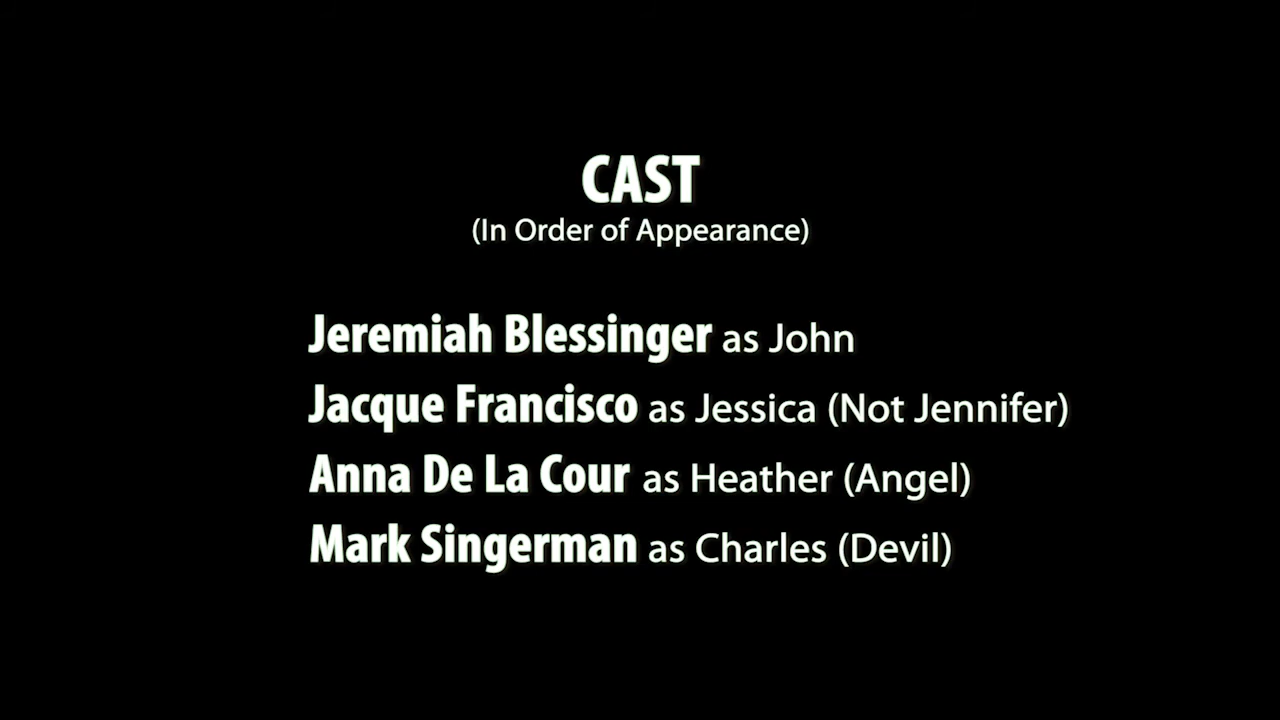 CAST
(In Order of Appearance)
Jeremiah Blessinger as John
Jacque Francisco as Jessica (Not Jennifer)
Anna De La Cour as Heather (Angel)
Mark Singerman as Charles (Devil)